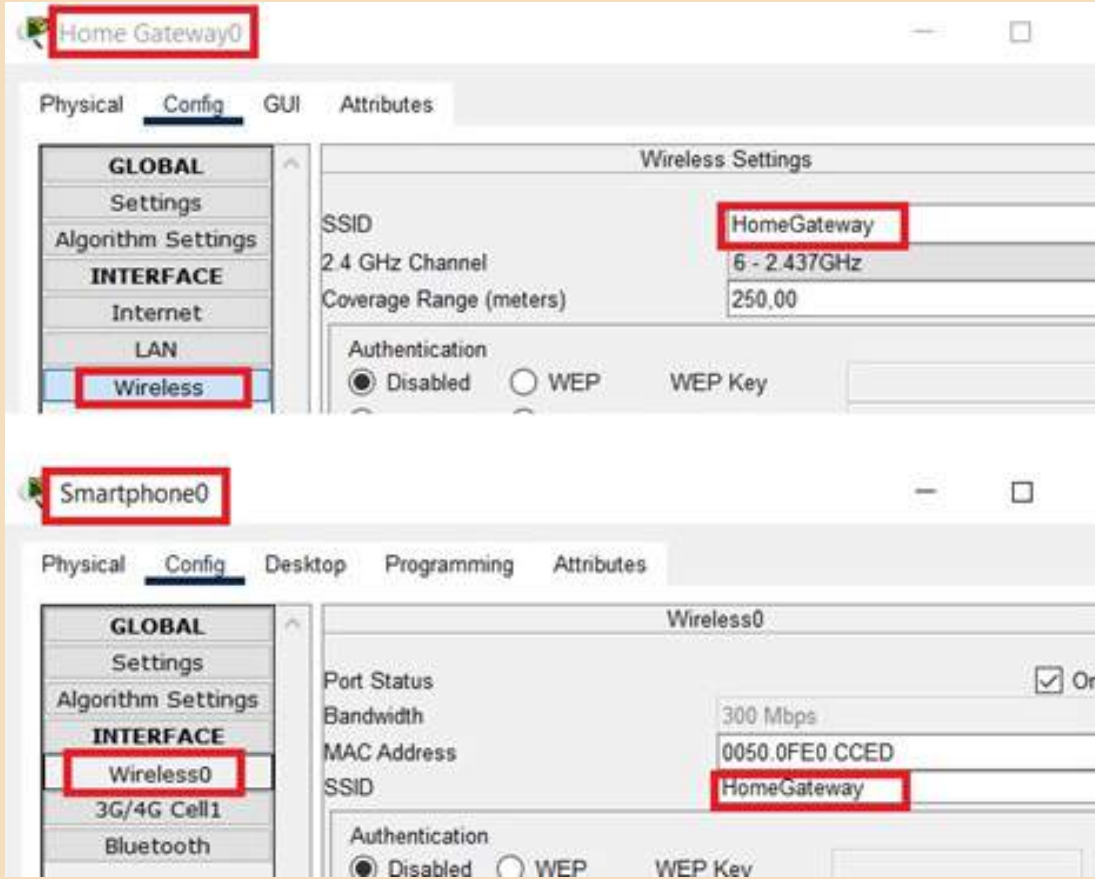 Home Gateway0
Physical Config GUI Attributes
GLOBAL
Settings
Algorithm Settings
INTERFACE
Internet
LAN
Wireless
Wireless Settings
SSID HomeGateway
2.4 GHz Channel 6 - 2.437GHz
Coverage Range (meters) 250,00
Authentication
Disabled WEP WEP Key
Smartphone0
Physical Config Desktop Programming Attributes
GLOBAL
Settings
Algorithm Settings
INTERFACE
Wireless0
3G/4G Cell1
Bluetooth
Wireless0
Port Status
Bandwidth 300 Mbps
MAC Address 0050.0FE0.CCED
SSID HomeGateway
Authentication
Disabled WEP WEP Key